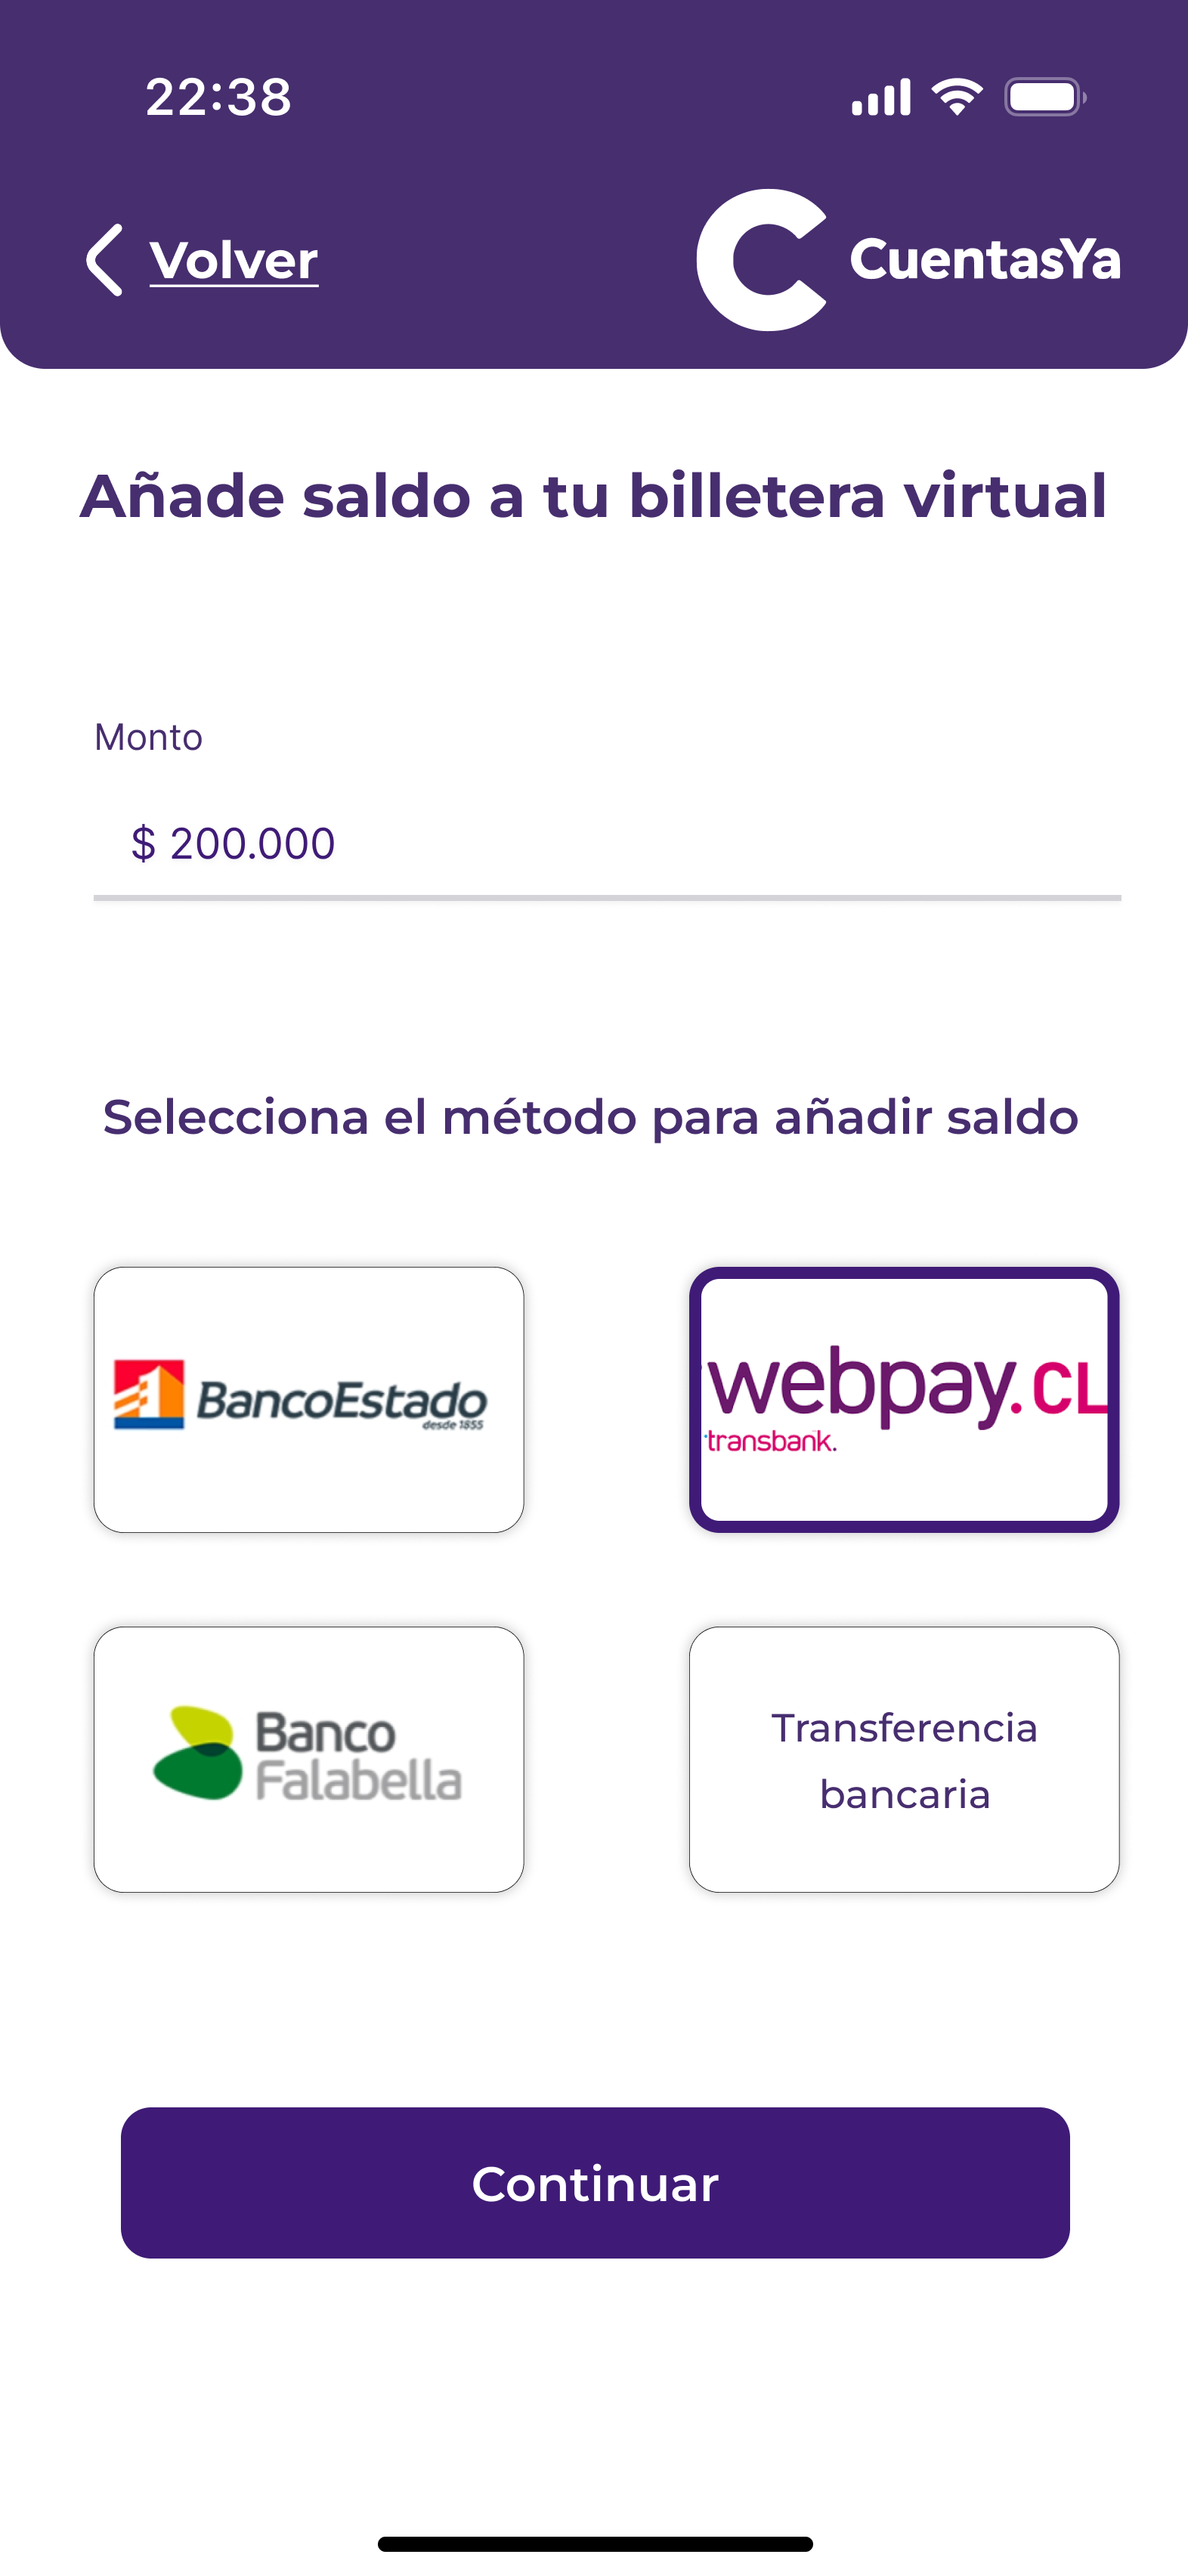 22:38
Volver
CuentasYa
Añade saldo a tu billetera virtual
Monto
$ 200.000
Selecciona el método para añadir saldo
BancoEstado
desde 1855
webpay.CL
transbank.
Banco
Falabella
Transferencia
bancaria
Continuar